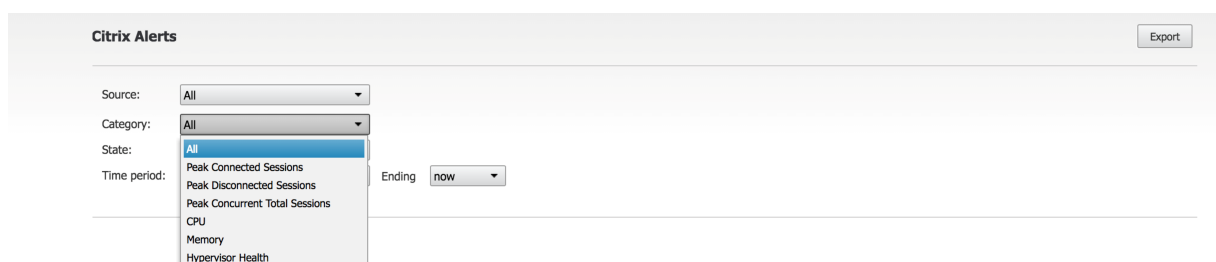 Citrix Alerts Export
Source: All
Category: All
State: All
Time period: Peak Connected Sessions Ending now
Peak Disconnected Sessions
Peak Concurrent Total Sessions
CPU
Memory
Hypervisor Health